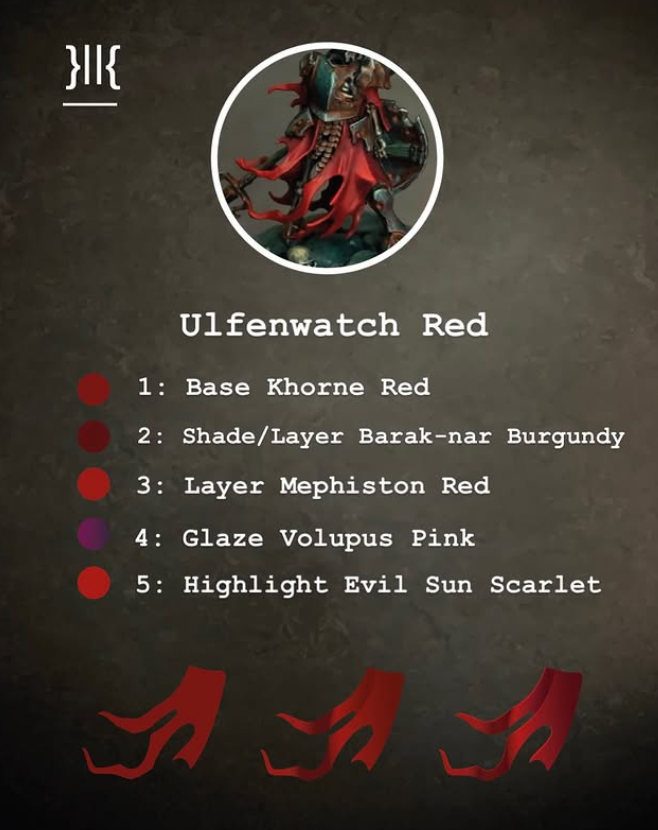 }||{
Ulfenwatch Red
1: Base Khorne Red
2: Shade/Layer Barak-nar Burgundy
3: Layer Mephiston Red
4: Glaze Volupus Pink
5: Highlight Evil Sun Scarlet